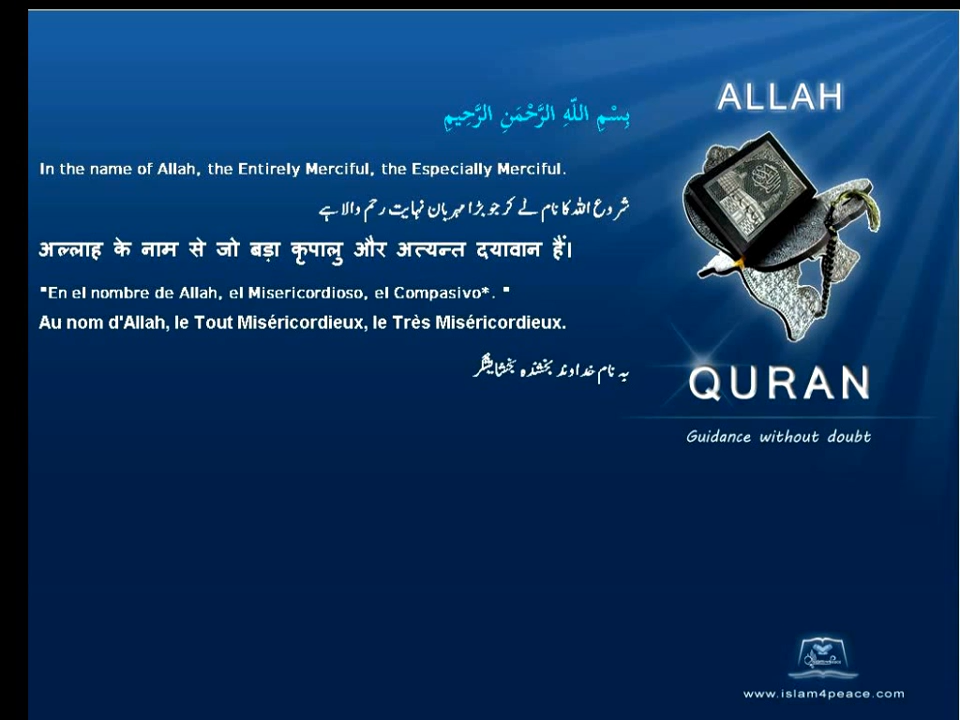 بِسْمِ اللّهِ الرَّحْمَنِ الرَّحِيمِ
In the name of Allah, the Entirely Merciful, the Especially Merciful.
شروع الله کا نام لے کر جو بڑا مہربان نہایت رحم والا ہے
अल्लाह के नाम से जो बड़ा कृपालु और अत्यन्त दयावान हैं।
"En el nombre de Allah, el Misericordioso, el Compasivo*. "
Au nom d'Allah, le Tout Miséricordieux, le Très Miséricordieux.
به نام خداوند بخشنده بخشایشگر
ALLAH
QURAN
Guidance without doubt
www.islam4peace.com